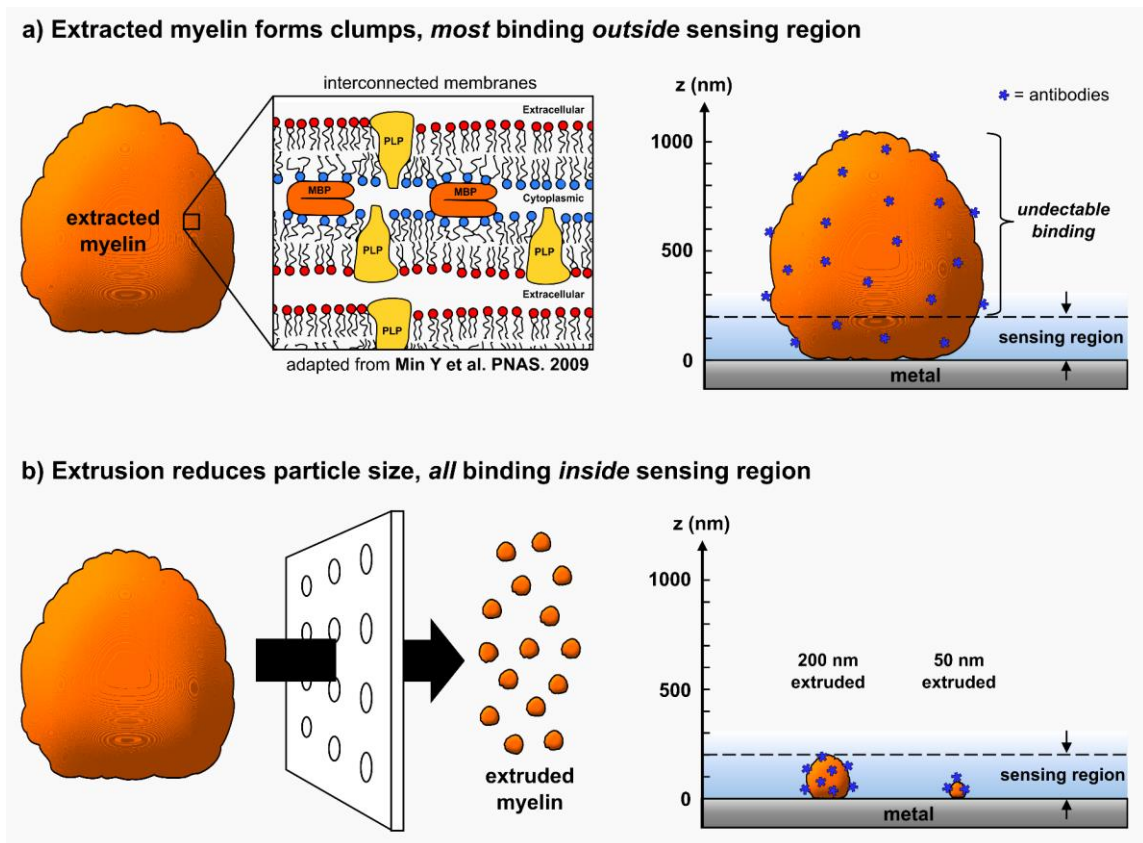 a) Extracted myelin forms clumps, most binding outside sensing region
interconnected membranes
extracted
myelin
Extracellular
PLP
MBP
MBP
Cytoplasmic
PLP
PLP
Extracellular
PLP
adapted from Min Y et al. PNAS. 2009
z (nm)
= antibodies
1000
500
0
undectable
binding
sensing region
metal
b) Extrusion reduces particle size, all binding inside sensing region
extruded
myelin
z (nm)
1000
500
0
200 nm
extruded
50 nm
extruded
sensing region
metal